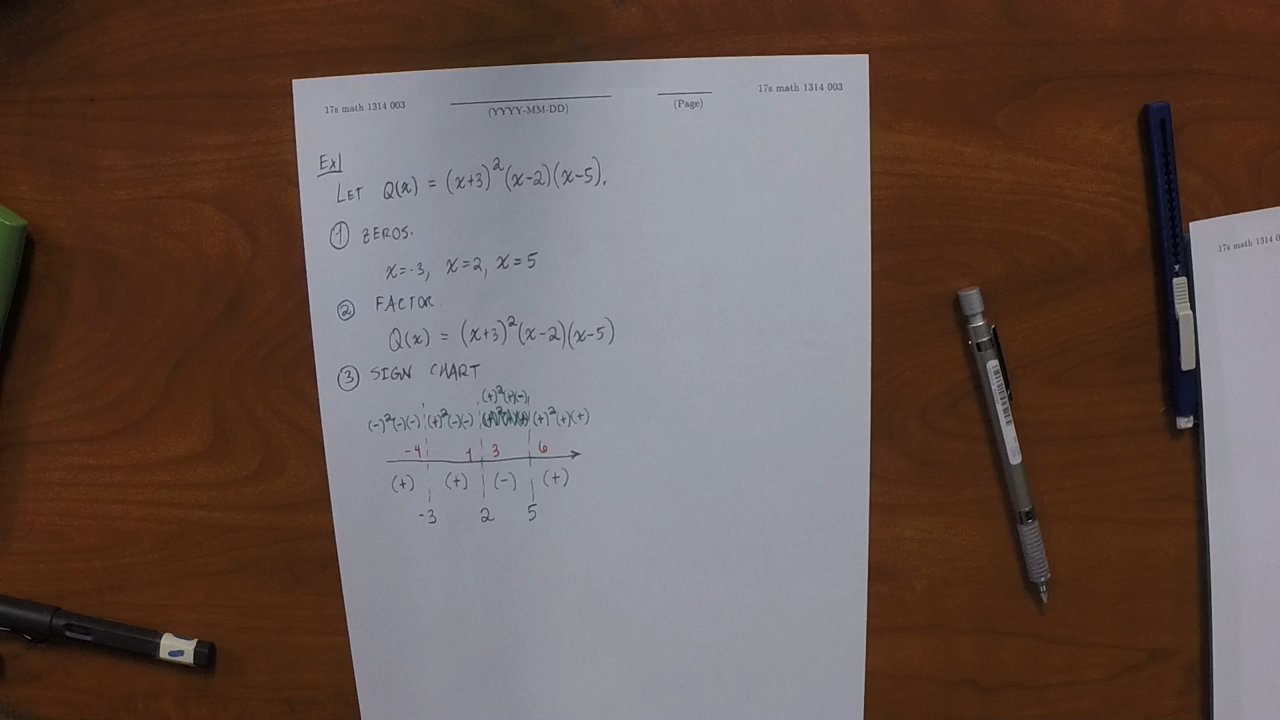 17s math 1314 003
(YYYY-MM-DD)
(Page)
17s math 1314 003
Ex1
LET Q(x) = (x+3)²(x-2)(x-5).
① ZEROS.
x=-3, x=2, x=5
② FACTOR
Q(x) = (x+3)²(x-2)(x-5)
③ SIGN CHART
(+)²(+)(-)
(-)²(-)(-) (+)²(-)(-) (+)²(+)(+)
-4 1 3 6
(+) (+) (-) (+)
-3 2 5
17s math 1314 0